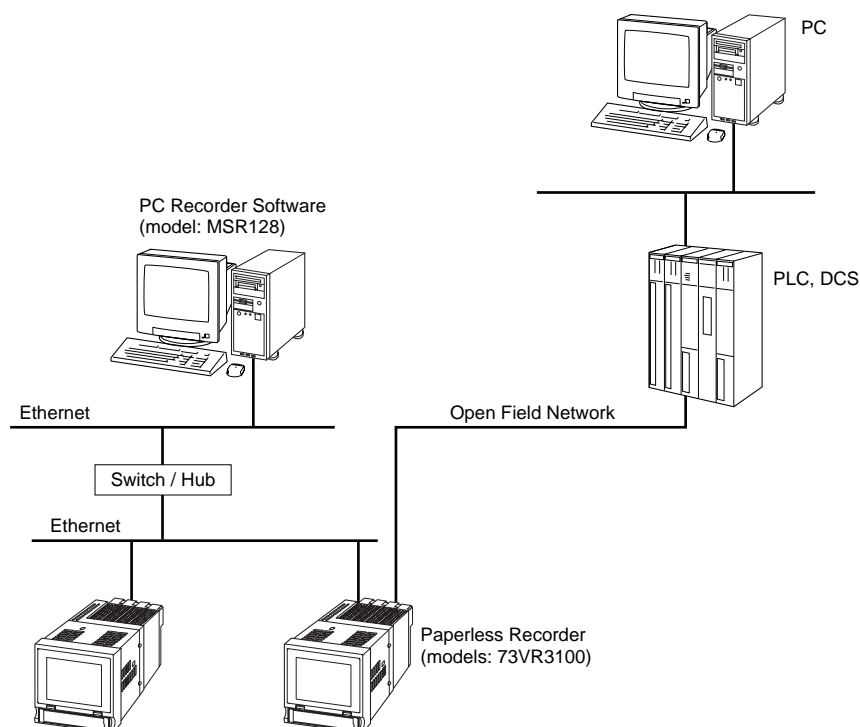 PC
PC Recorder Software
(model: MSR128)
PLC, DCS
Ethernet
Open Field Network
Switch / Hub
Ethernet
Paperless Recorder
(models: 73VR3100)